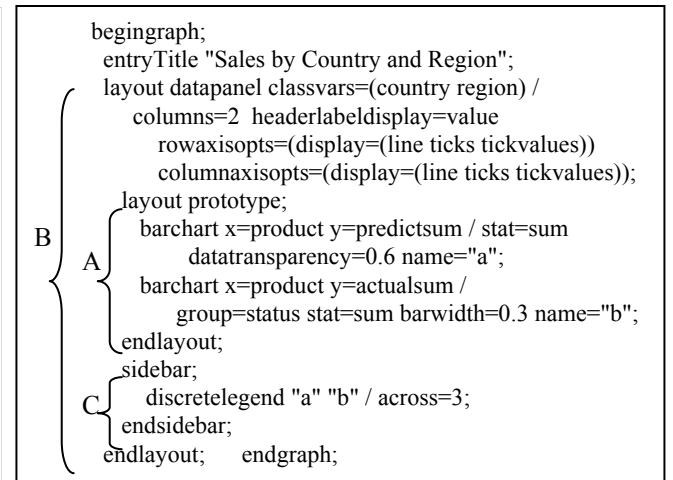 begingraph;
entryTitle "Sales by Country and Region";
layout datapanel classvars=(country region) /
columns=2 headerlabeldisplay=value
rowaxisopts=(display=(line ticks tickvalues))
columnaxisopts=(display=(line ticks tickvalues));
layout prototype;
barchart x=product y=predictsum / stat=sum
datatransparency=0.6 name="a";
barchart x=product y=actualsum /
group=status stat=sum barwidth=0.3 name="b";
endlayout;
sidebar;
discretelegend "a" "b" / across=3;
endsidebar;
endlayout; endgraph;
B
A
C